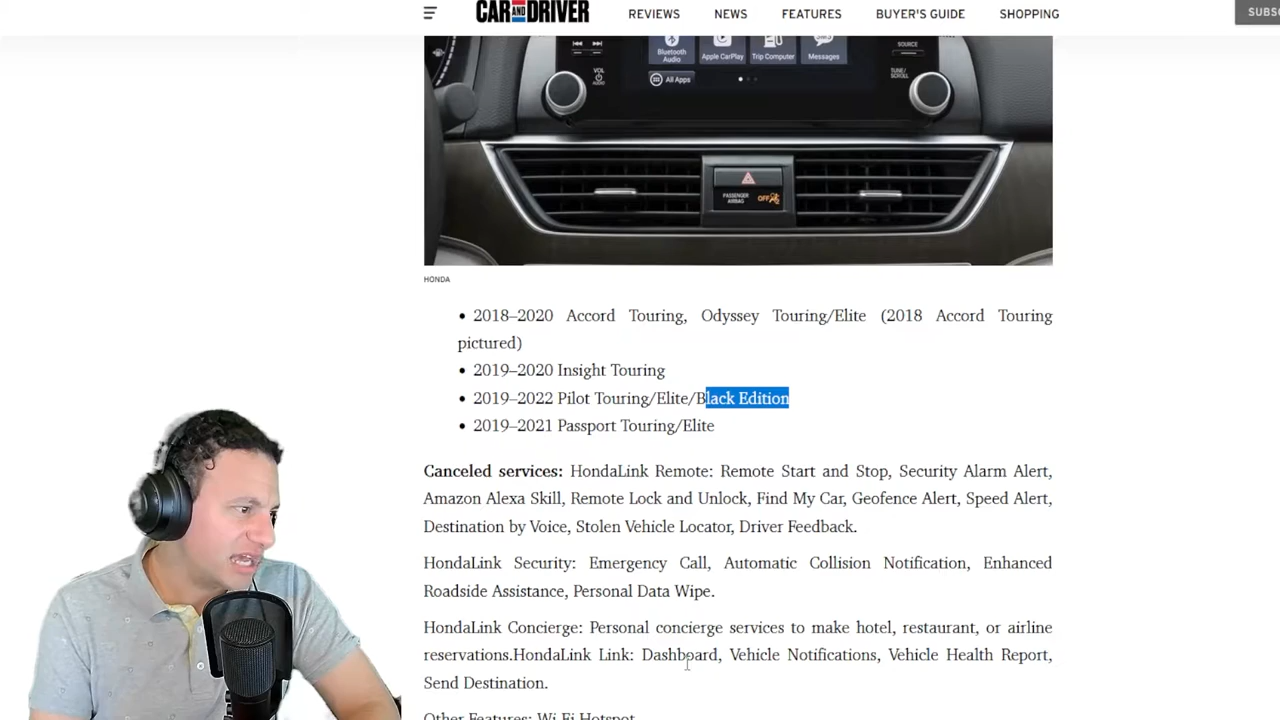 CAR AND DRIVER
REVIEWS NEWS FEATURES BUYER'S GUIDE SHOPPING
SUBS
Bluetooth Audio Apple CarPlay Trip Computer Messages
All Apps
VOL
SOURCE
TUNE/SCROLL
PASSENGER AIRBAG OFF
HONDA
• 2018–2020 Accord Touring, Odyssey Touring/Elite (2018 Accord Touring
pictured)
• 2019–2020 Insight Touring
• 2019–2022 Pilot Touring/Elite/Black Edition
• 2019–2021 Passport Touring/Elite
Canceled services: HondaLink Remote: Remote Start and Stop, Security Alarm Alert,
Amazon Alexa Skill, Remote Lock and Unlock, Find My Car, Geofence Alert, Speed Alert,
Destination by Voice, Stolen Vehicle Locator, Driver Feedback.
HondaLink Security: Emergency Call, Automatic Collision Notification, Enhanced
Roadside Assistance, Personal Data Wipe.
HondaLink Concierge: Personal concierge services to make hotel, restaurant, or airline
reservations.HondaLink Link: Dashboard, Vehicle Notifications, Vehicle Health Report,
Send Destination.
Other Features: Wi-Fi Hotspot